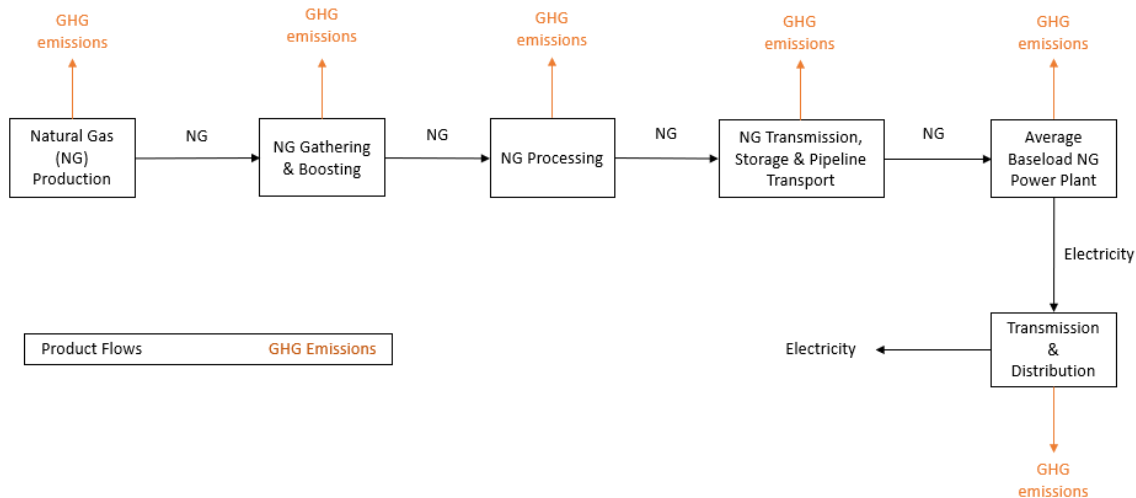 GHG
emissions
GHG
emissions
GHG
emissions
GHG
emissions
GHG
emissions
Natural Gas
(NG)
Production
NG
NG Gathering
& Boosting
NG
NG Processing
NG
NG Transmission,
Storage & Pipeline
Transport
NG
Average
Baseload NG
Power Plant
Electricity
Transmission
&
Distribution
Electricity
Product Flows
GHG Emissions
GHG
emissions